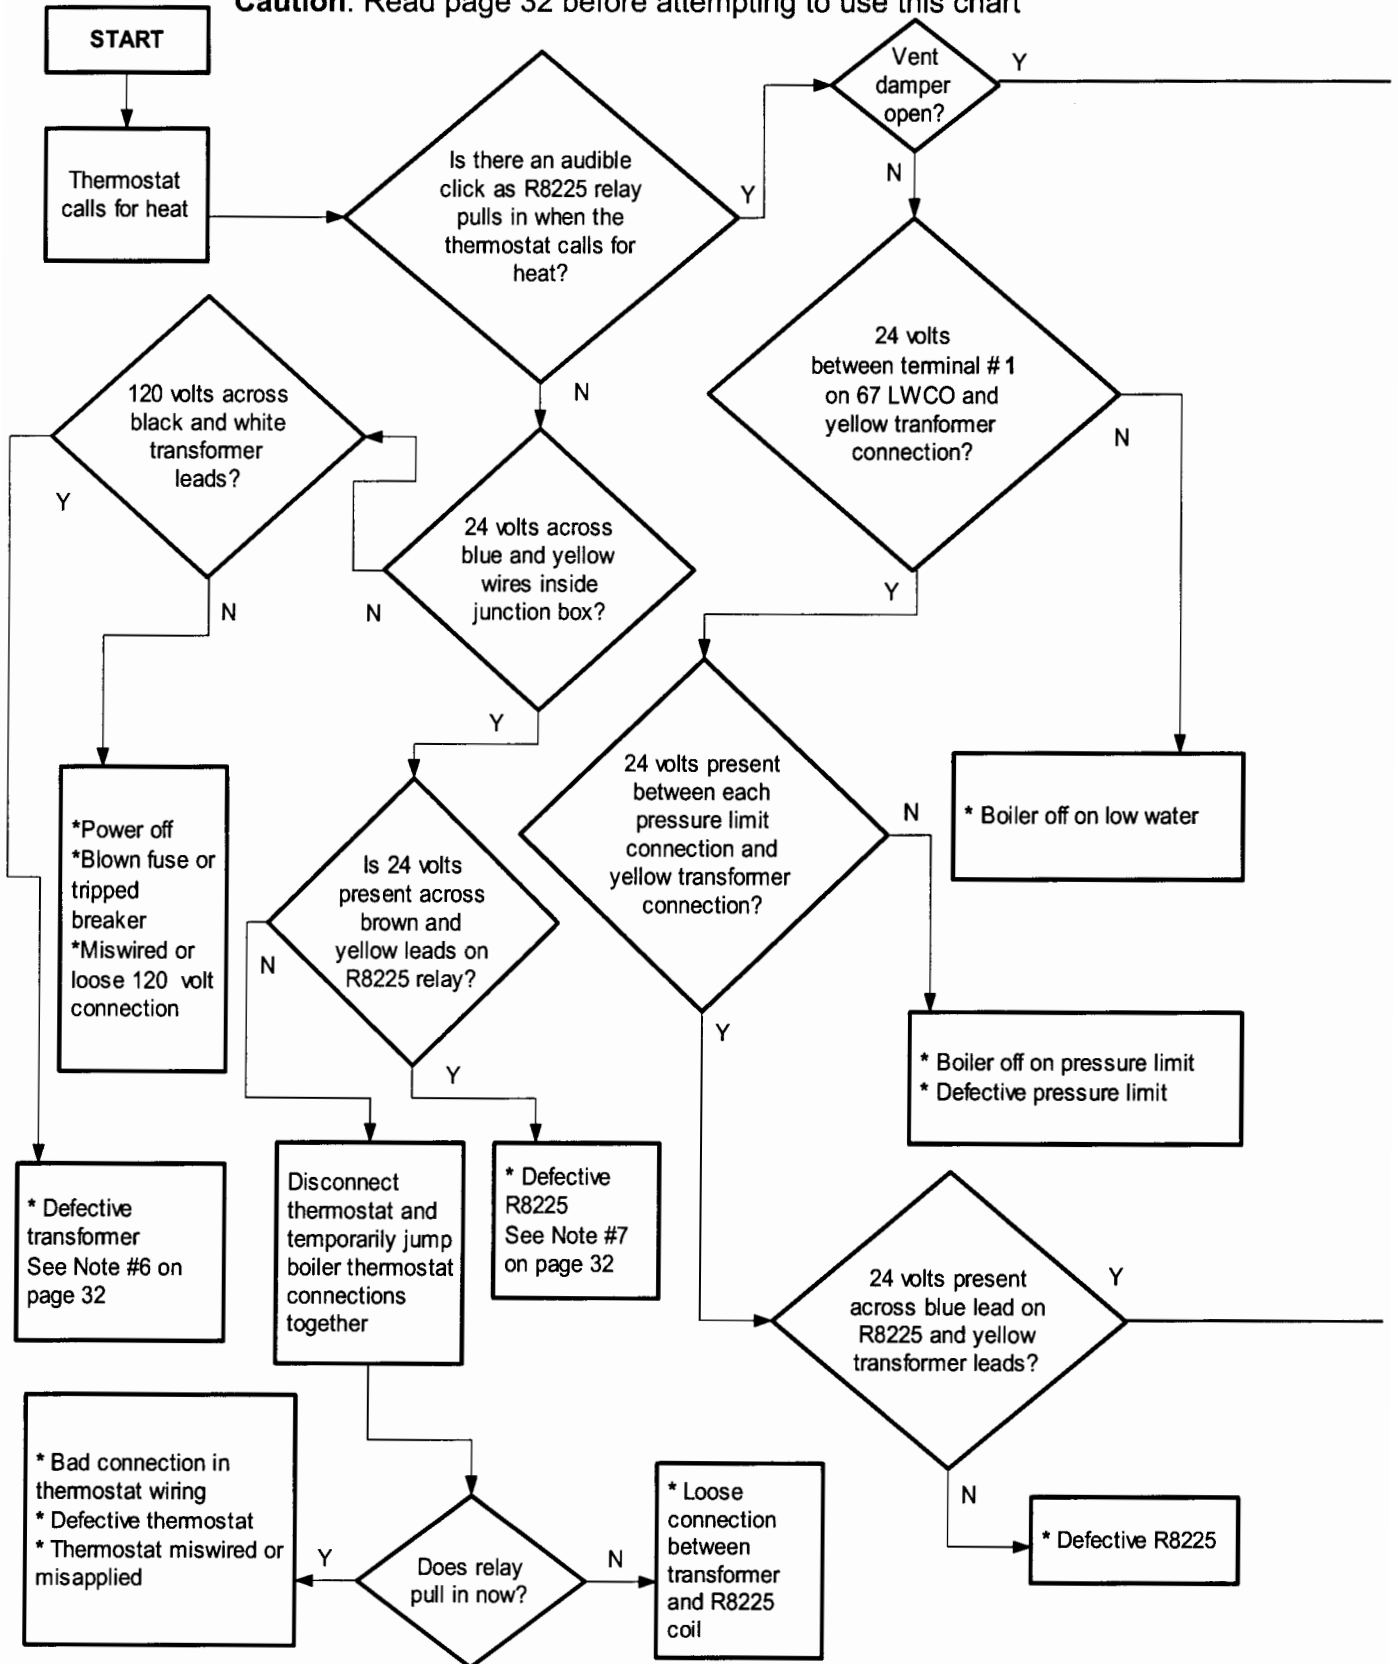 Caution: Read page 32 before attempting to use this chart
START
Thermostat
calls for heat
Is there an audible
click as R8225 relay
pulls in when the
thermostat calls for
heat?
Y
N
Vent
damper
open?
Y
N
24 volts
between terminal # 1
on 67 LWCO and
yellow tranformer
connection?
N
Y
120 volts across
black and white
transformer
leads?
Y
N
24 volts across
blue and yellow
wires inside
junction box?
N
Y
*Power off
*Blown fuse or
tripped
breaker
*Miswired or
loose 120 volt
connection
Is 24 volts
present across
brown and
yellow leads on
R8225 relay?
N
Y
24 volts present
between each
pressure limit
connection and
yellow transformer
connection?
N
Y
* Boiler off on low water
* Boiler off on pressure limit
* Defective pressure limit
* Defective
transformer
See Note #6 on
page 32
Disconnect
thermostat and
temporarily jump
boiler thermostat
connections
together
* Defective
R8225
See Note #7
on page 32
24 volts present
across blue lead on
R8225 and yellow
transformer leads?
Y
N
* Bad connection in
thermostat wiring
* Defective thermostat
* Thermostat miswired or
misapplied
Y
Does relay
pull in now?
N
* Loose
connection
between
transformer
and R8225
coil
* Defective R8225